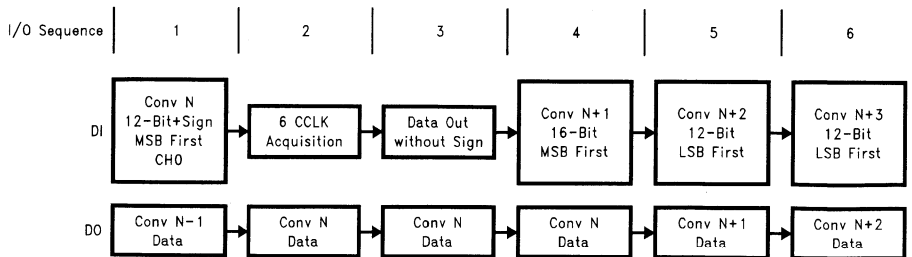 I/O Sequence 1 2 3 4 5 6
DI
Conv N
12-Bit+Sign
MSB First
CH0
6 CCLK
Acquisition
Data Out
without Sign
Conv N+1
16-Bit
MSB First
Conv N+2
12-Bit
LSB First
Conv N+3
12-Bit
LSB First
DO
Conv N-1
Data
Conv N
Data
Conv N
Data
Conv N
Data
Conv N+1
Data
Conv N+2
Data